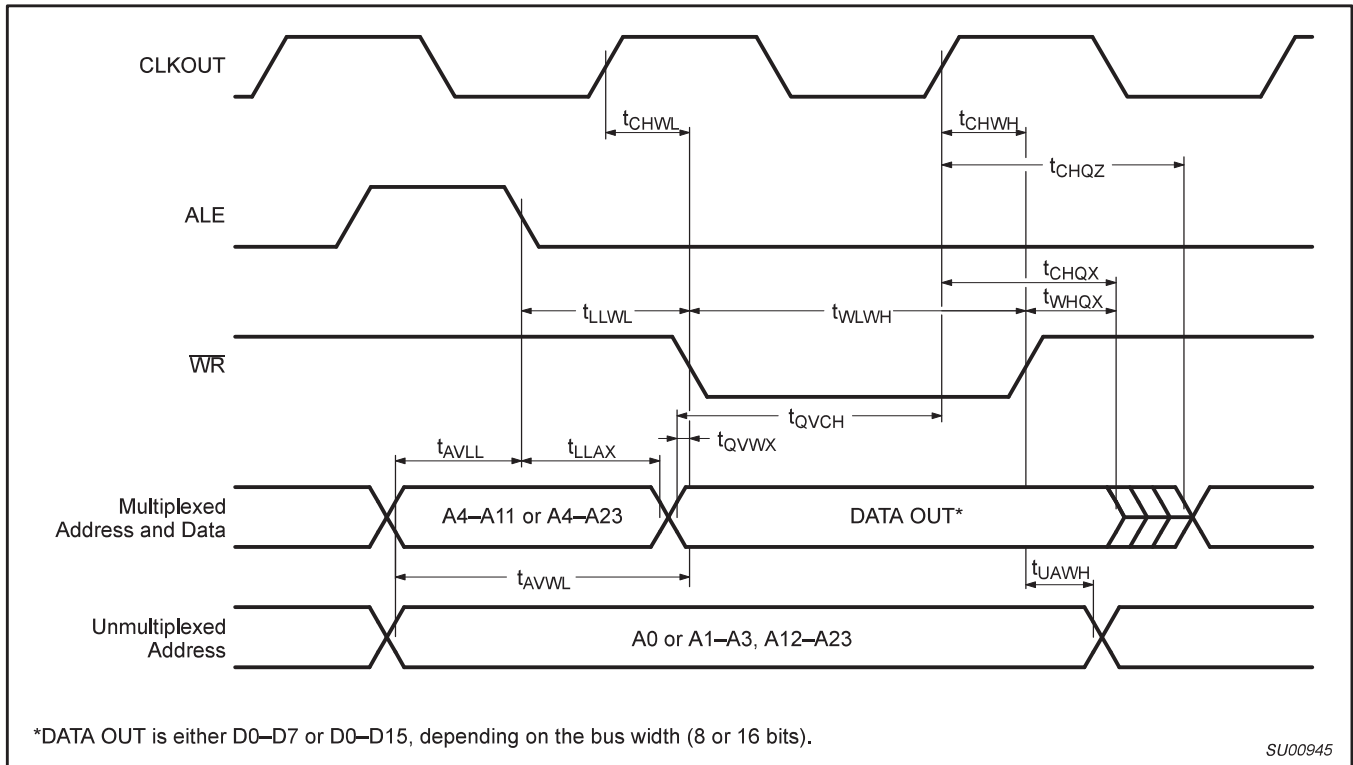 CLKOUT
tCHWL
tCHWH
tCHQZ
ALE
tCHQX
tLLWL
tWLWH
tWHQX
WR
tQVCH
tAVLL
tLLAX
tQVWX
Multiplexed
Address and Data
A4–A11 or A4–A23
DATA OUT*
tAVWL
tUAWH
Unmultiplexed
Address
A0 or A1–A3, A12–A23
*DATA OUT is either D0–D7 or D0–D15, depending on the bus width (8 or 16 bits).
SU00945